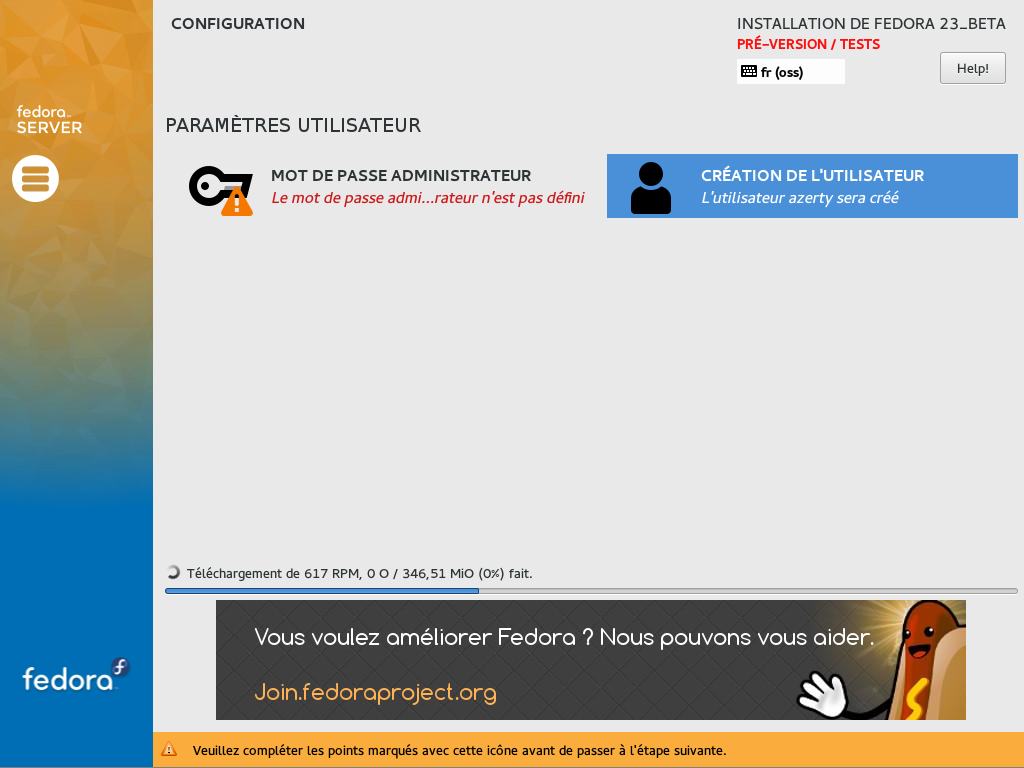 CONFIGURATION
INSTALLATION DE FEDORA 23_BETA
PRÉ-VERSION / TESTS
fr (oss)
Help!
fedora
SERVER
PARAMÈTRES UTILISATEUR
MOT DE PASSE ADMINISTRATEUR
Le mot de passe admi...rateur n'est pas défini
CRÉATION DE L'UTILISATEUR
L'utilisateur azerty sera créé
Téléchargement de 617 RPM, 0 O / 346,51 MiO (0%) fait.
Vous voulez améliorer Fedora ? Nous pouvons vous aider.
Join.fedoraproject.org
fedora
Veuillez compléter les points marqués avec cette icône avant de passer à l'étape suivante.